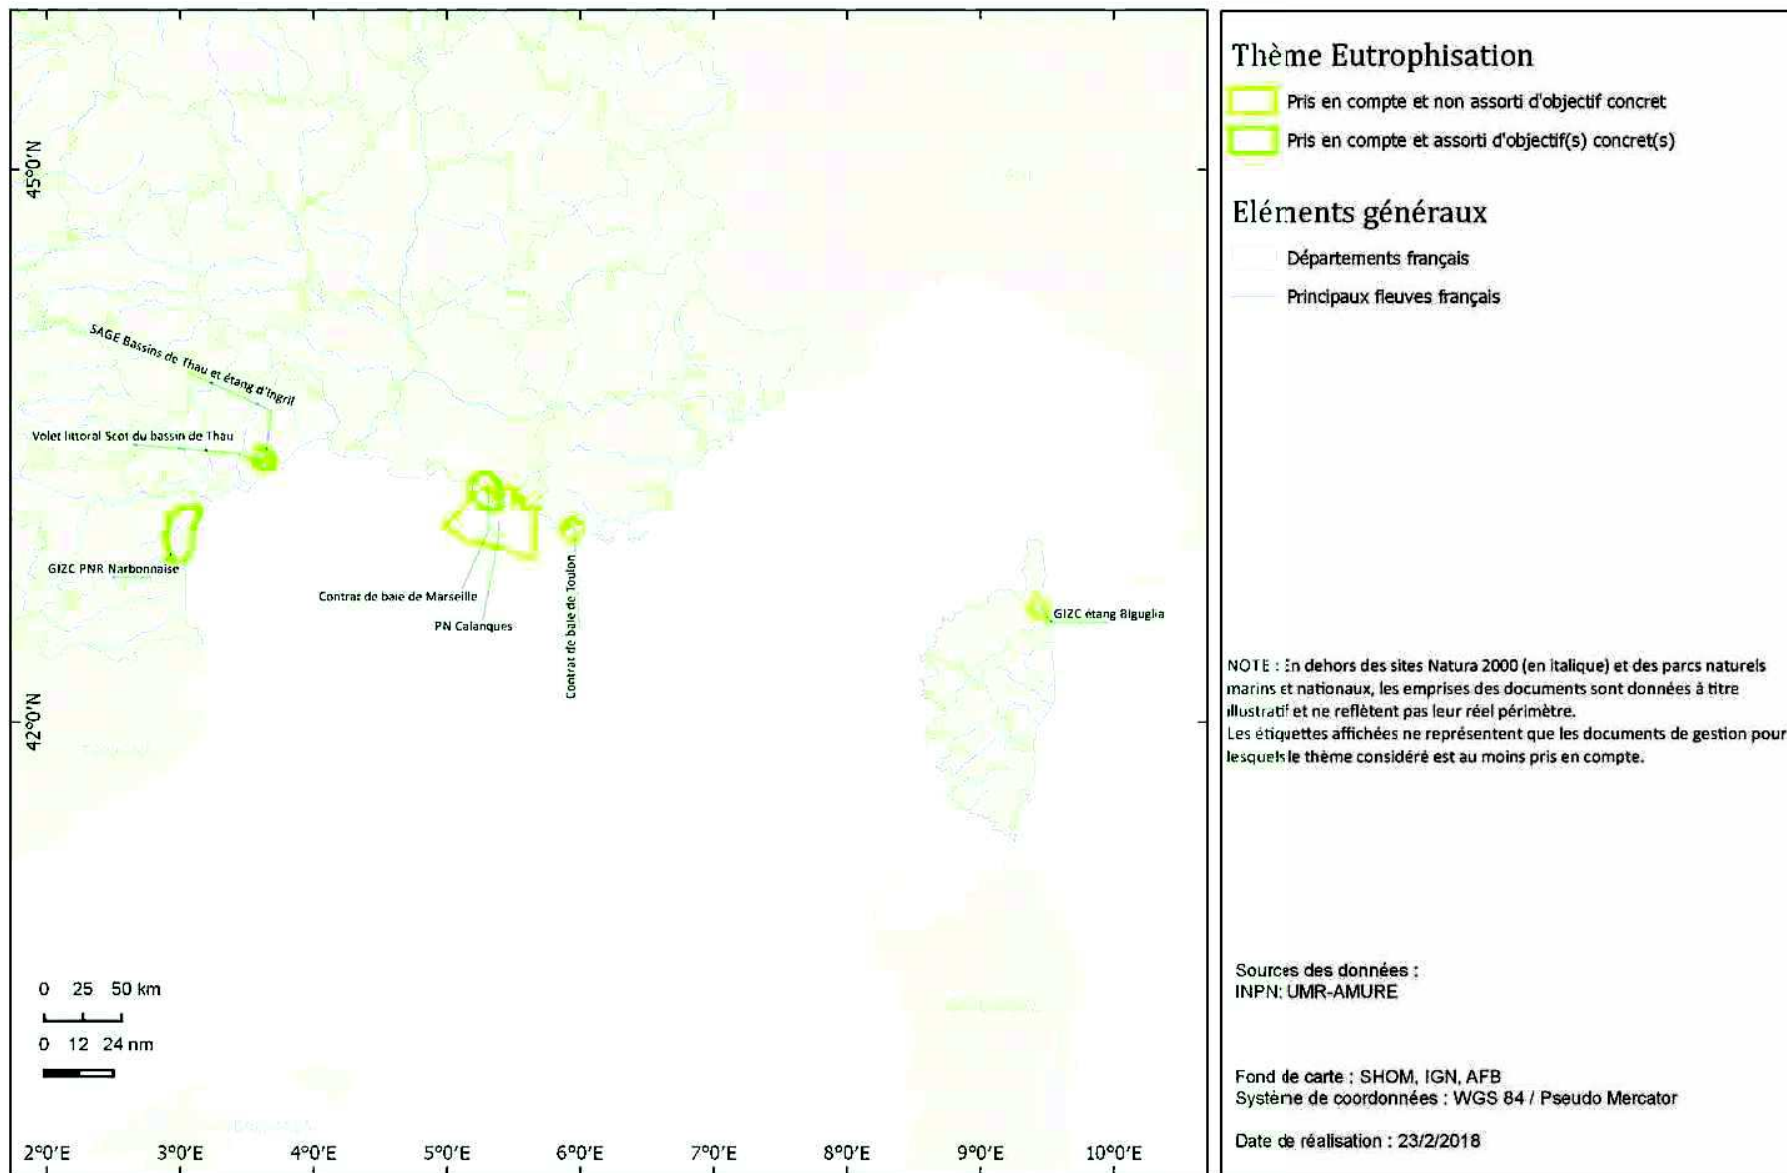 45°0'N
42°0'N
SAGE Bassins de Thau et étang d'Ingril
Volet littoral Scot du bassin de Thau
GIZC PNR Narbonnaise
Contrat de baie de Marseille
PN Calanques
Contrat de baie de Toulon
GIZC étang Biguglia
0 25 50 km
0 12 24 nm
2°0'E 3°0'E 4°0'E 5°0'E 6°0'E 7°0'E 8°0'E 9°0'E 10°0'E
Thème Eutrophisation
Pris en compte et non assorti d'objectif concret
Pris en compte et assorti d'objectif(s) concret(s)
Eléments généraux
Départements français
Principaux fleuves français
NOTE : En dehors des sites Natura 2000 (en italique) et des parcs naturels
marins et nationaux, les emprises des documents sont données à titre
illustratif et ne reflètent pas leur réel périmètre.
Les étiquettes affichées ne représentent que les documents de gestion pour
lesquels le thème considéré est au moins pris en compte.
Sources des données :
INPN; UMR-AMURE
Fond de carte : SHOM, IGN, AFB
Système de coordonnées : WGS 84 / Pseudo Mercator
Date de réalisation : 23/2/2018